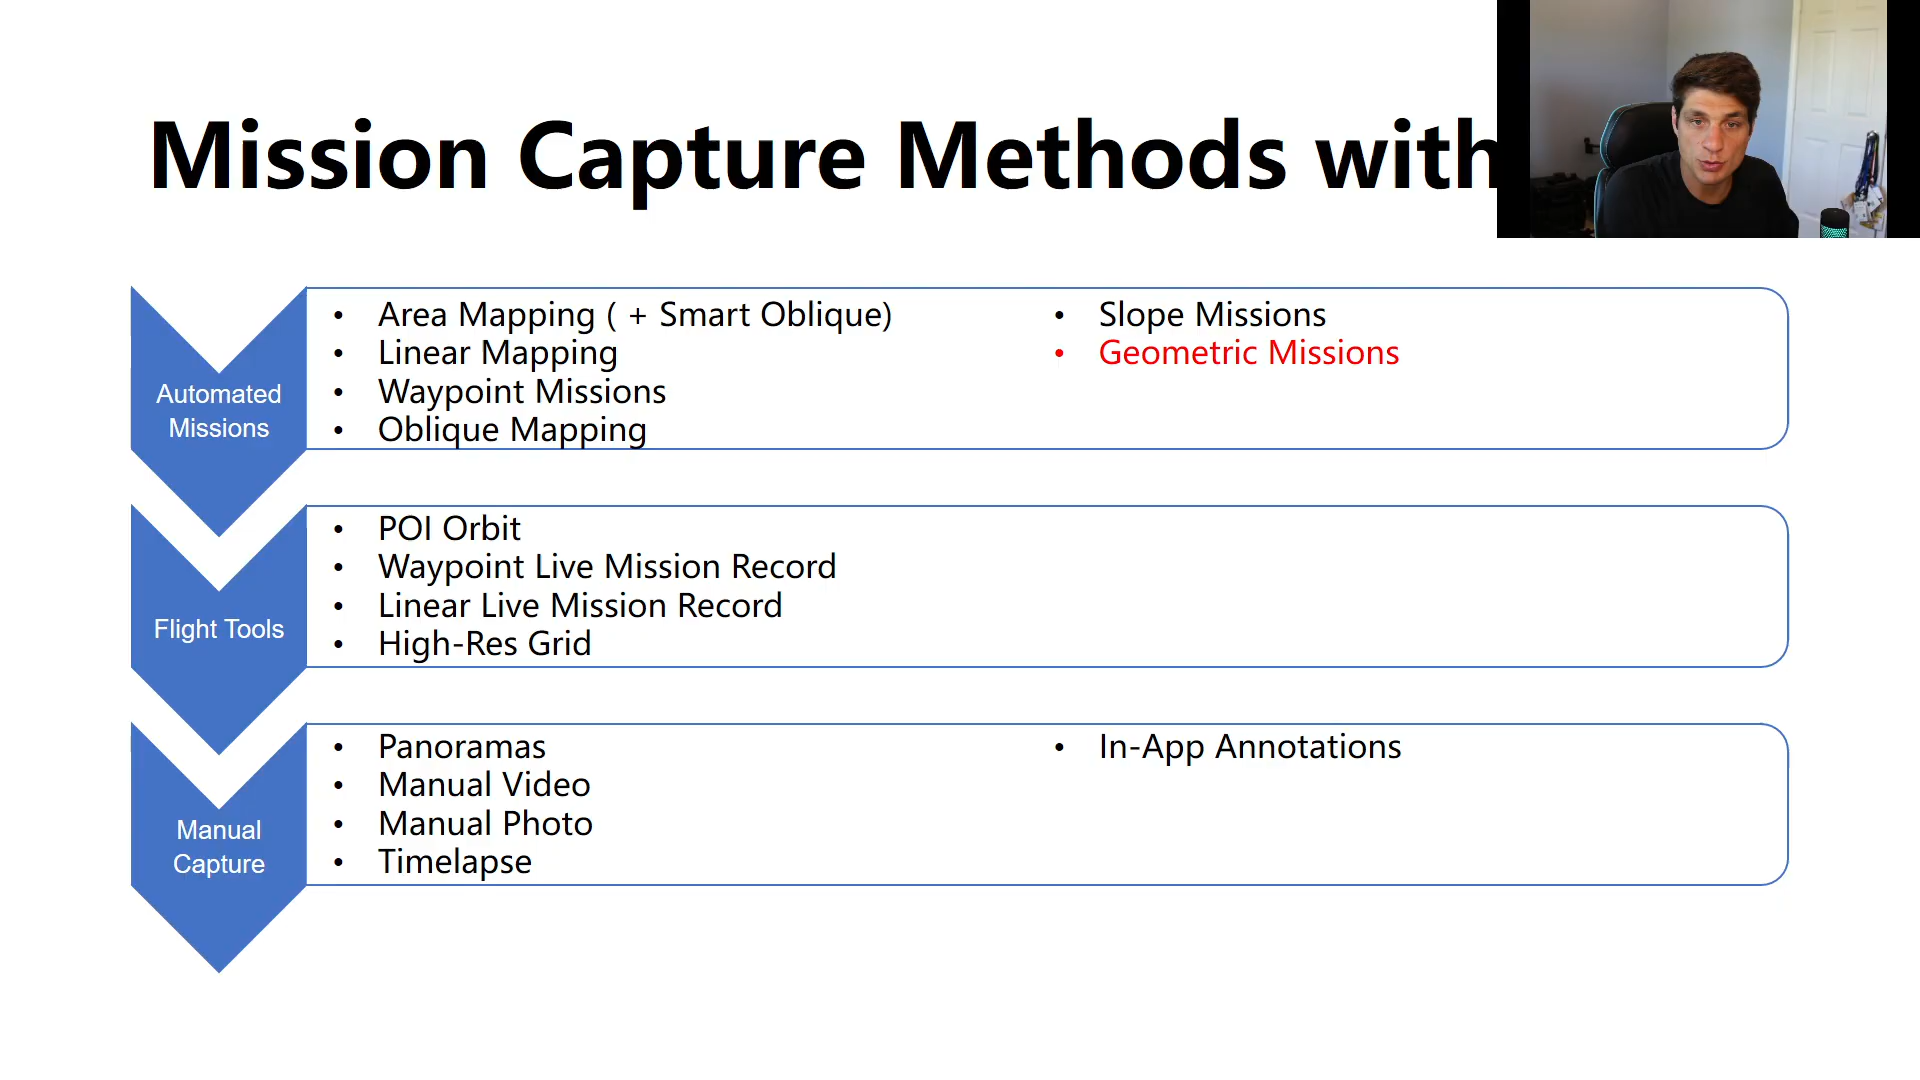 Mission Capture Methods with
Automated
Missions
• Area Mapping ( + Smart Oblique)
• Linear Mapping
• Waypoint Missions
• Oblique Mapping
• Slope Missions
• Geometric Missions
Flight Tools
• POI Orbit
• Waypoint Live Mission Record
• Linear Live Mission Record
• High-Res Grid
Manual
Capture
• Panoramas
• Manual Video
• Manual Photo
• Timelapse
• In-App Annotations